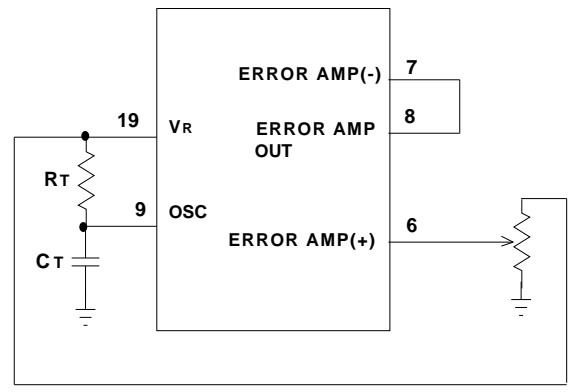 ERROR AMP(-)
7
19
VR
ERROR AMP
OUT
8
RT
9
OSC
ERROR AMP(+)
6
CT